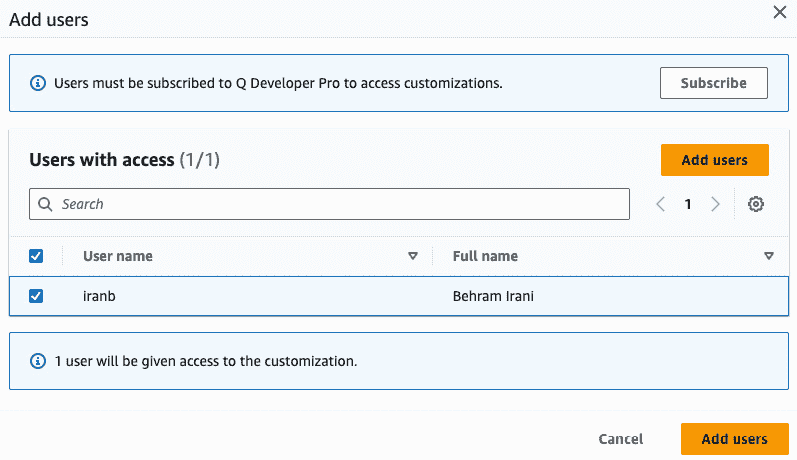 Add users
Users must be subscribed to Q Developer Pro to access customizations.
Subscribe
Users with access (1/1)
Add users
Search
1
User name
Full name
iranb
Behram Irani
1 user will be given access to the customization.
Cancel
Add users